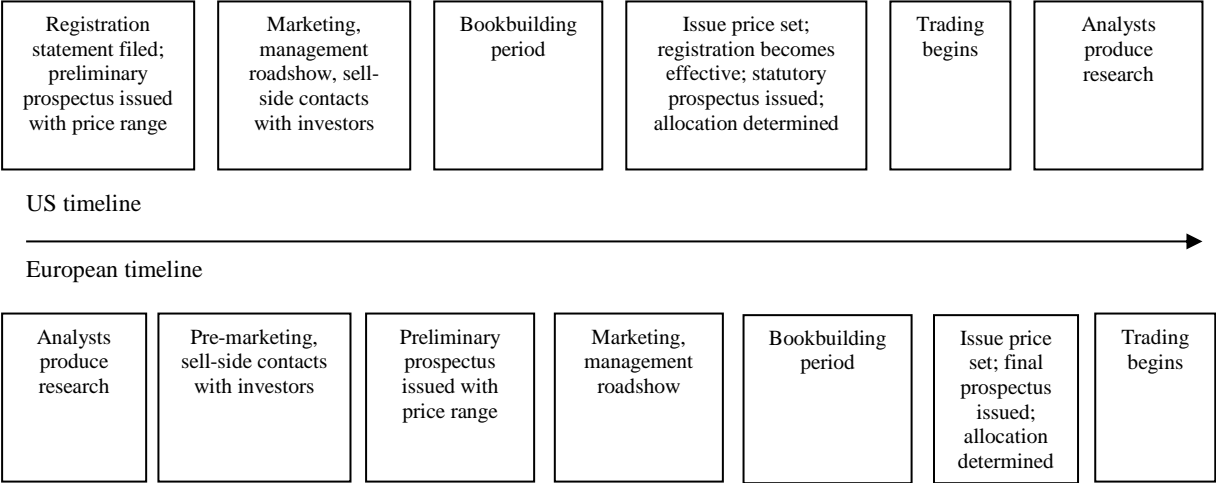 Registration
statement filed;
preliminary
prospectus issued
with price range
Marketing,
management
roadshow, sell-
side contacts
with investors
Bookbuilding
period
Issue price set;
registration becomes
effective; statutory
prospectus issued;
allocation determined
Trading
begins
Analysts
produce
research
US timeline
European timeline
Analysts
produce
research
Pre-marketing,
sell-side contacts
with investors
Preliminary
prospectus
issued with
price range
Marketing,
management
roadshow
Bookbuilding
period
Issue price
set; final
prospectus
issued;
allocation
determined
Trading
begins